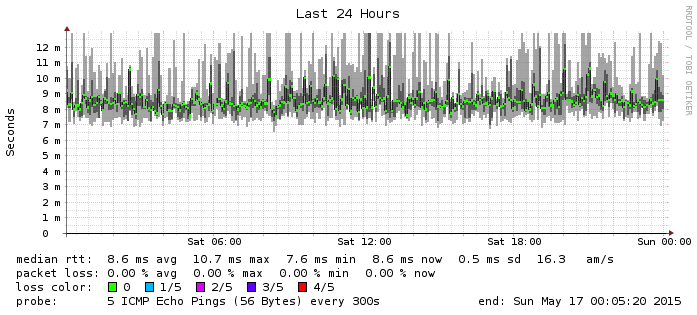 Last 24 Hours
RRDTOOL / TOBI OETIKER
Seconds
12 m
11 m
10 m
9 m
8 m
7 m
6 m
5 m
4 m
3 m
2 m
1 m
0
Sat 06:00 Sat 12:00 Sat 18:00 Sun 00:00
median rtt: 8.6 ms avg 10.7 ms max 7.6 ms min 8.6 ms now 0.5 ms sd 16.3 am/s
packet loss: 0.00 % avg 0.00 % max 0.00 % min 0.00 % now
loss color: 0 1/5 2/5 3/5 4/5
probe: 5 ICMP Echo Pings (56 Bytes) every 300s end: Sun May 17 00:05:20 2015